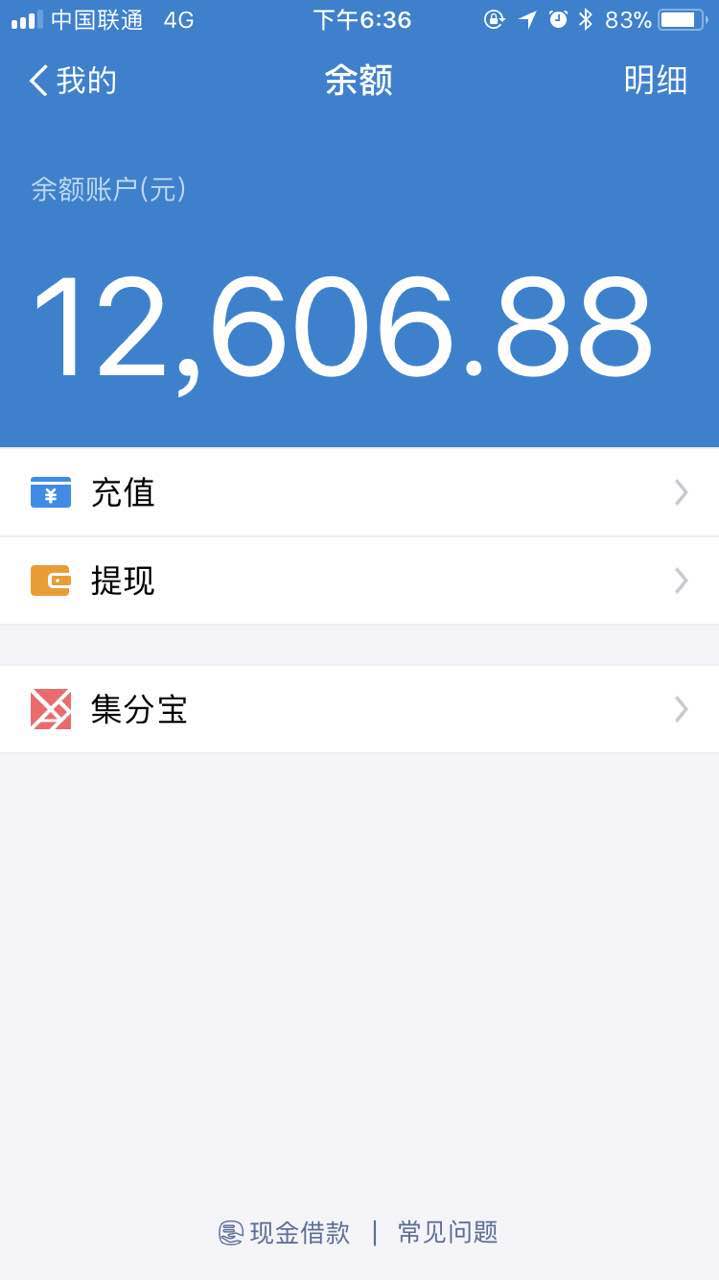 中国联通 4G 下午6:36 83%
我的 余额 明细
余额账户(元)
12,606.88
¥ 充值
提现
集分宝
现金借款 | 常见问题